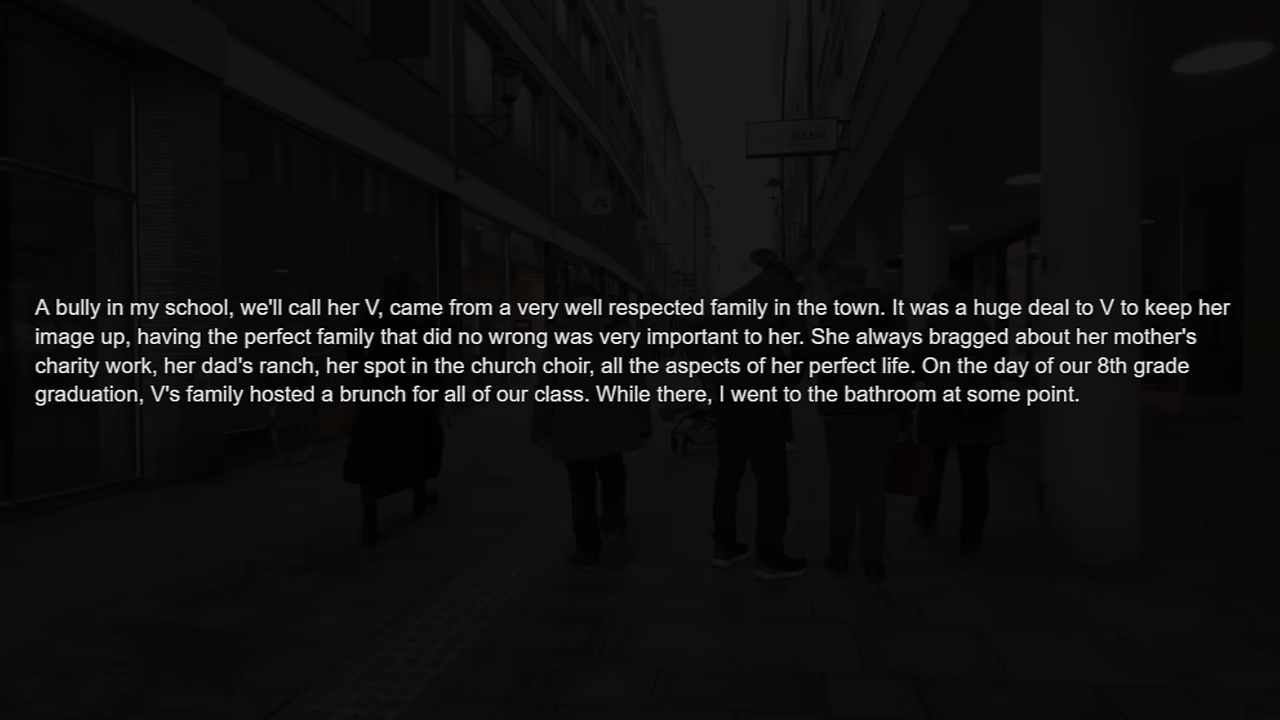 A bully in my school, we'll call her V, came from a very well respected family in the town. It was a huge deal to V to keep her
image up, having the perfect family that did no wrong was very important to her. She always bragged about her mother's
charity work, her dad's ranch, her spot in the church choir, all the aspects of her perfect life. On the day of our 8th grade
graduation, V's family hosted a brunch for all of our class. While there, I went to the bathroom at some point.